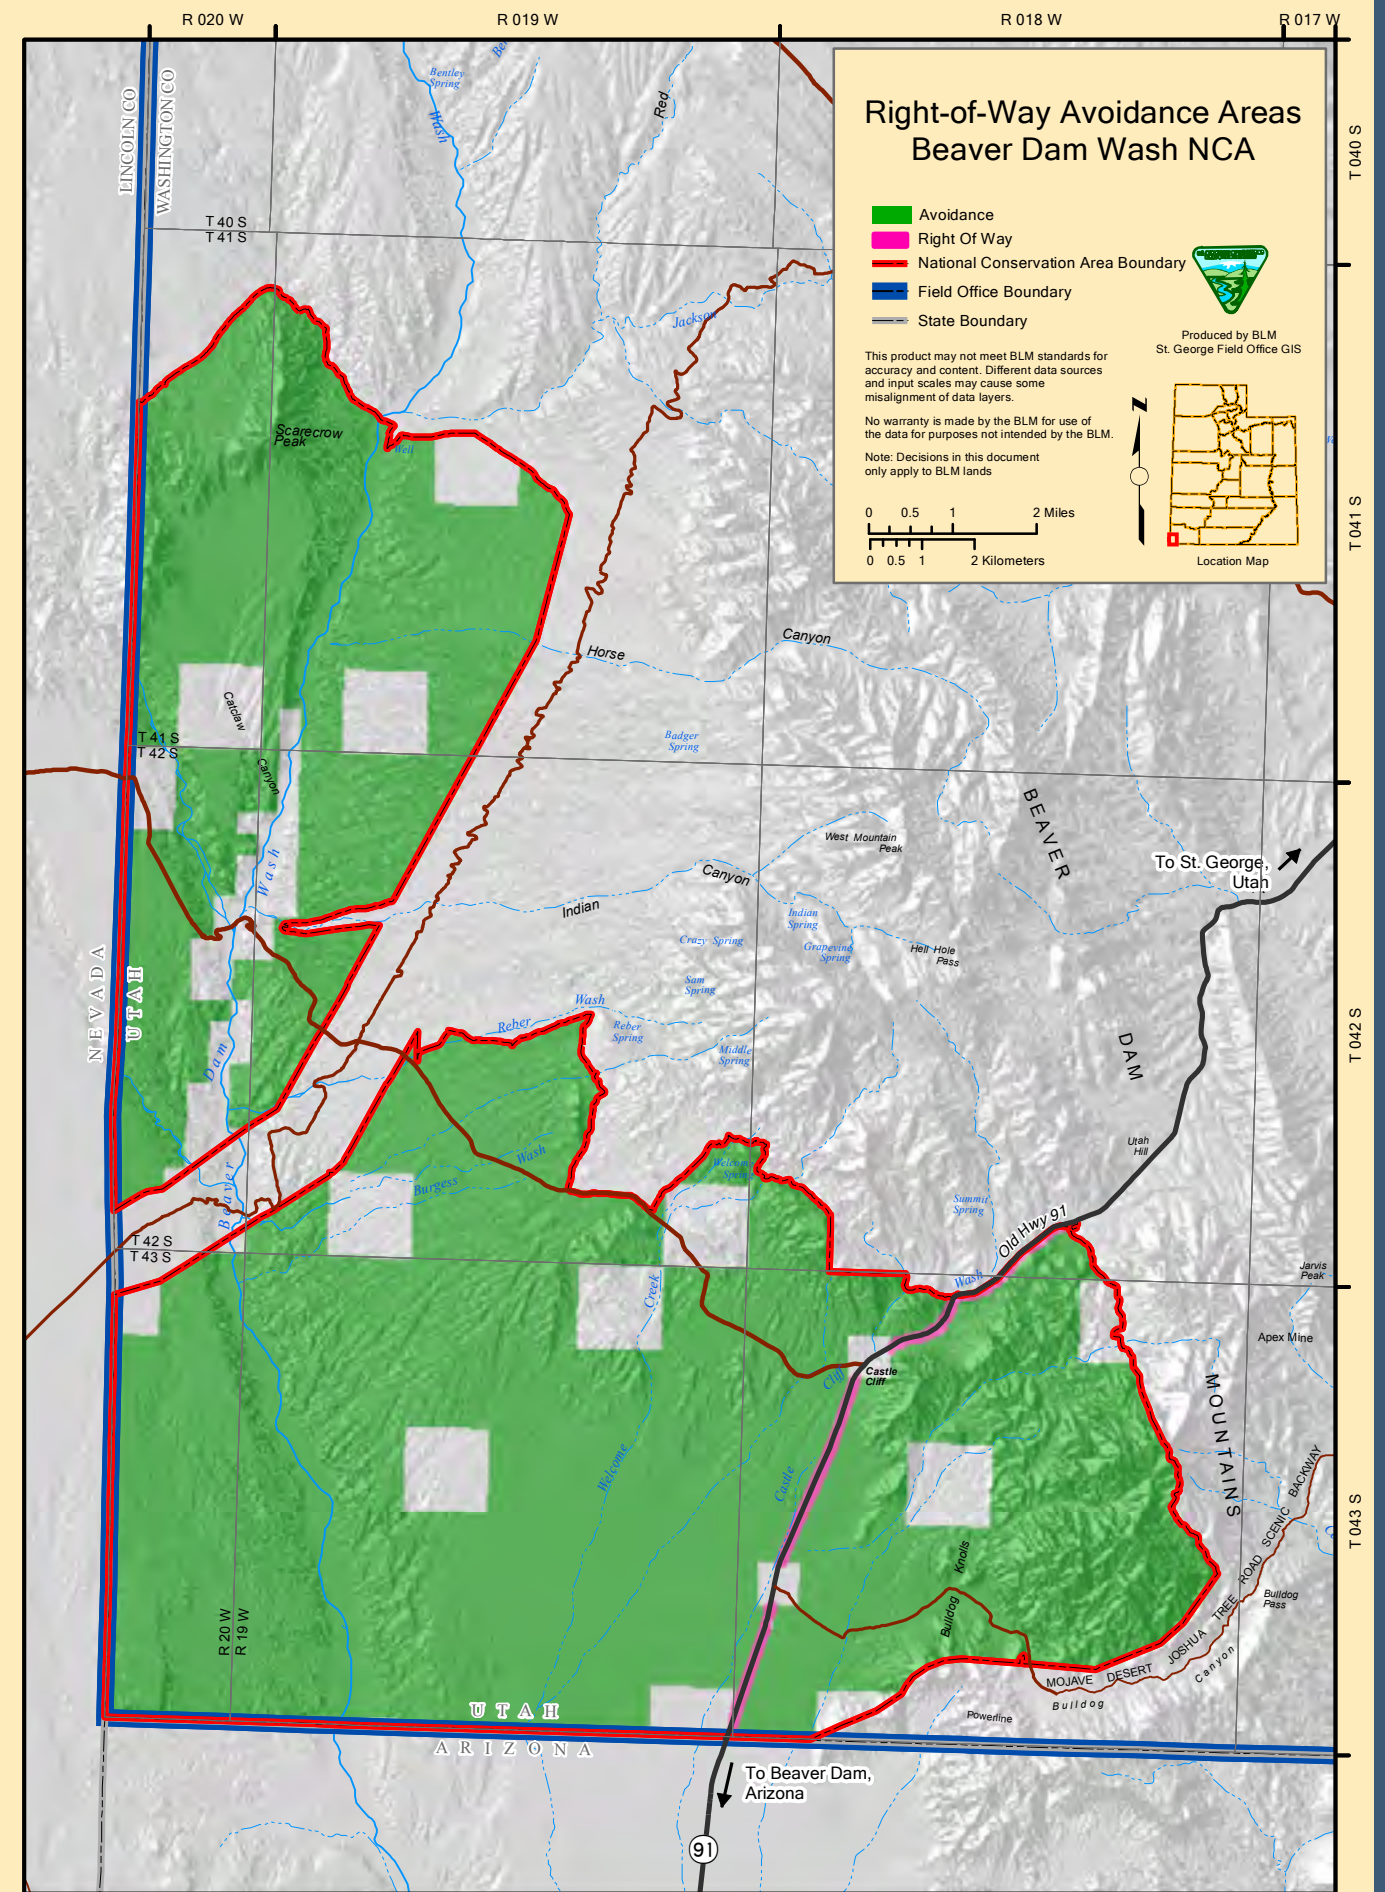 R 020 W
R 019 W
R 018 W
R 017 W
Right-of-Way Avoidance Areas
Beaver Dam Wash NCA
Avoidance
Right Of Way
National Conservation Area Boundary
Field Office Boundary
State Boundary
Produced by BLM
St. George Field Office GIS
This product may not meet BLM standards for
accuracy and content. Different data sources
and input scales may cause some
misalignment of data layers.
No warranty is made by the BLM for use of
the data for purposes not intended by the BLM.
Note: Decisions in this document
only apply to BLM lands
0 0.5 1 2 Miles
0 0.5 1 2 Kilometers
N
Location Map
T 040 S
T 041 S
T 042 S
T 043 S
LINCOLN CO
WASHINGTON CO
Bentley
Spring
Wash
Red
T 40 S
T 41 S
Jackson
Scarecrow
Peak
Well
Horse
Canyon
Catclaw
Canyon
T 41 S
T 42 S
Badger
Spring
BEAVER
West Mountain
Peak
To St. George,
Utah
Wash
Canyon
Indian
Indian
Spring
Crazy Spring
Grapevine
Spring
Hell Hole
Pass
Sam
Spring
NEVADA
UTAH
Wash
Reber
Reber
Spring
Middle
Spring
DAM
Dam
Utah
Hill
Wash
Burgess
Welcome
Spring
Beaver
Summit
Spring
Old Hwy 91
T 42 S
T 43 S
Wash
Jarvis
Peak
Creek
Apex Mine
Castle
Cliff
Cliff
MOUNTAINS
Welcome
Castle
BACKWAY
SCENIC
ROAD
TREE
JOSHUA
DESERT
MOJAVE
Knolls
Bulldog
Bulldog
Pass
R 20 W
R 19 W
Canyon
Bulldog
Powerline
UTAH
ARIZONA
To Beaver Dam,
Arizona
91